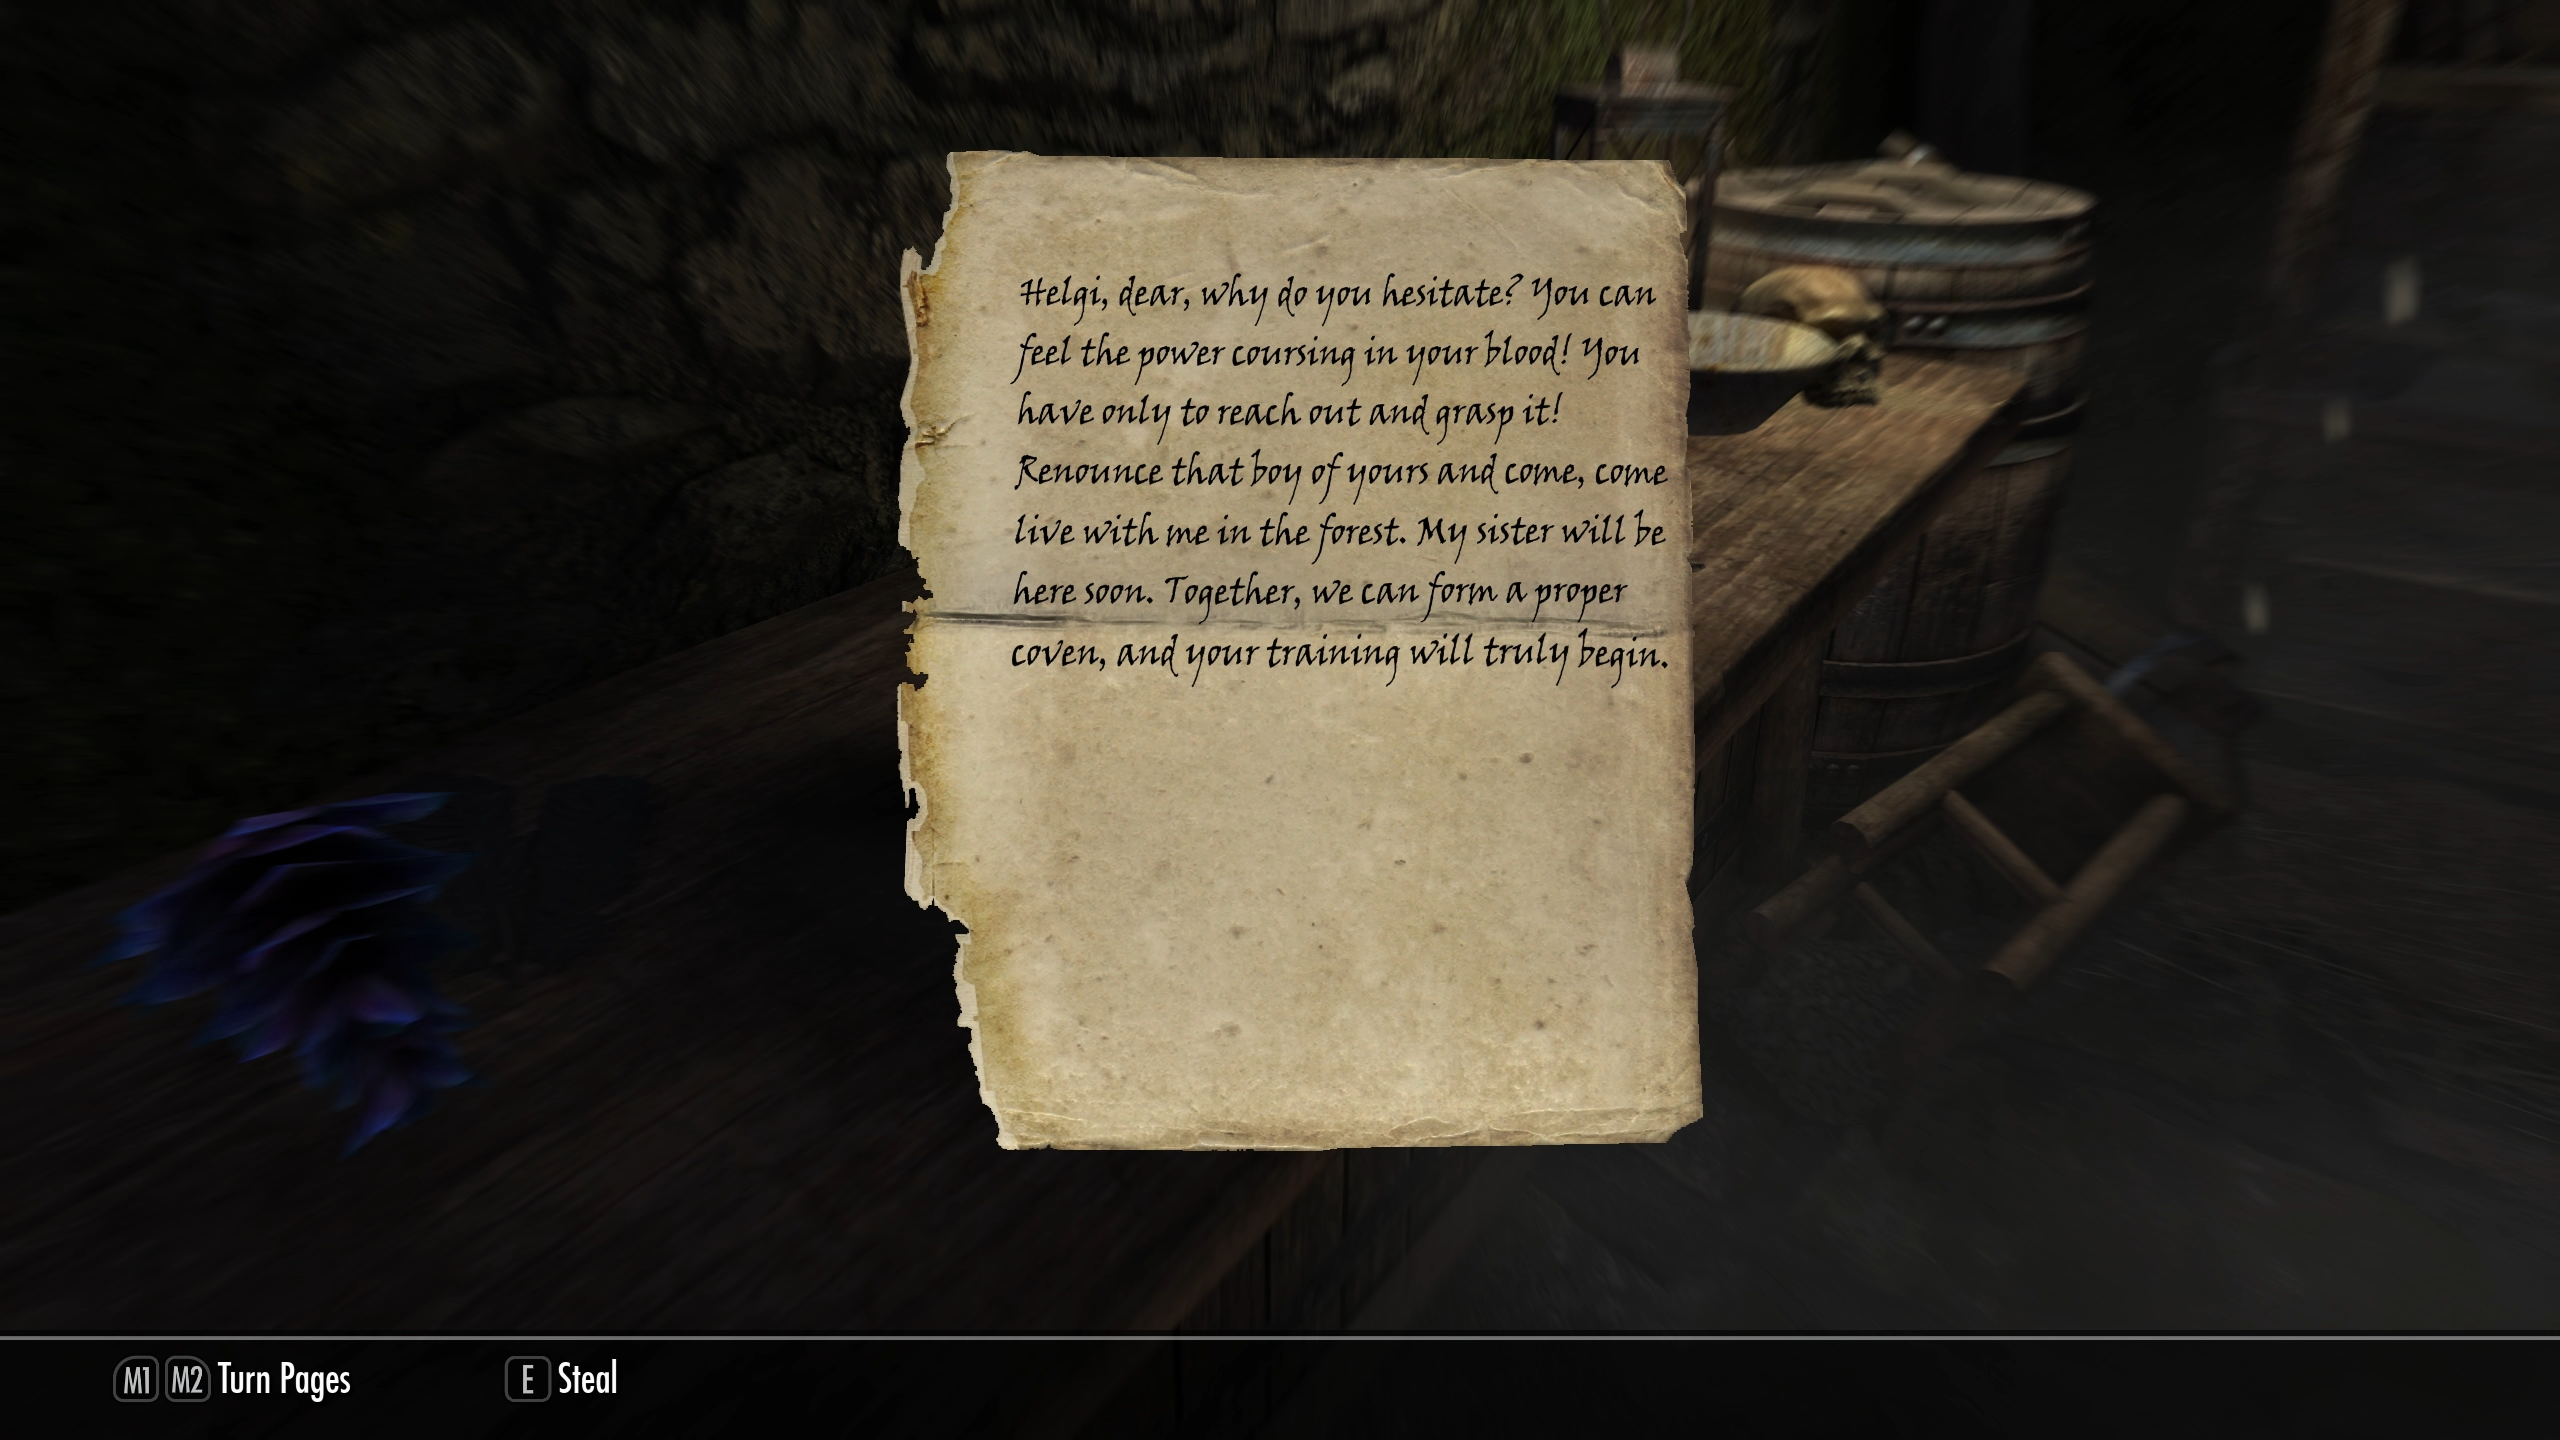 Helgi, dear, why do you hesitate? You can
feel the power coursing in your blood! You
have only to reach out and grasp it!
Renounce that boy of yours and come, come
live with me in the forest. My sister will be
here soon. Together, we can form a proper
coven, and your training will truly begin.
M1 M2 Turn Pages E Steal